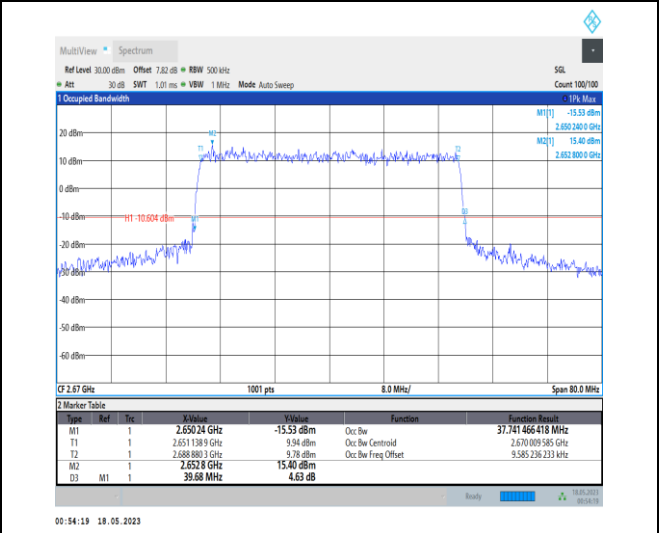 MultiView Spectrum
Ref Level 30.00 dBm Offset 7.82 dB RBW 500 kHz SGL
Att 30 dB SWT 1.01 ms VBW 1 MHz Mode Auto Sweep Count 100/100
1 Occupied Bandwidth 1Pk Max
M1[1] -15.53 dBm
2.650 240 0 GHz
M2[1] 15.40 dBm
2.652 800 0 GHz
20 dBm
M2
T1
T2
10 dBm
0 dBm
-10 dBm
H1 -10.604 dBm
M1
D3
-20 dBm
-30 dBm
-40 dBm
-50 dBm
-60 dBm
CF 2.67 GHz 1001 pts 8.0 MHz/ Span 80.0 MHz
2 Marker Table
Type Ref Trc X-Value Y-Value Function Function Result
M1 1 2.650 24 GHz -15.53 dBm Occ Bw 37.741 466 418 MHz
T1 1 2.651 138 9 GHz 9.94 dBm Occ Bw Centroid 2.670 009 585 GHz
T2 1 2.688 880 3 GHz 9.78 dBm Occ Bw Freq Offset 9.585 236 233 kHz
M2 1 2.652 8 GHz 15.40 dBm
D3 M1 1 39.68 MHz 4.63 dB
Ready 18.05.2023
00:54:19
00:54:19 18.05.2023